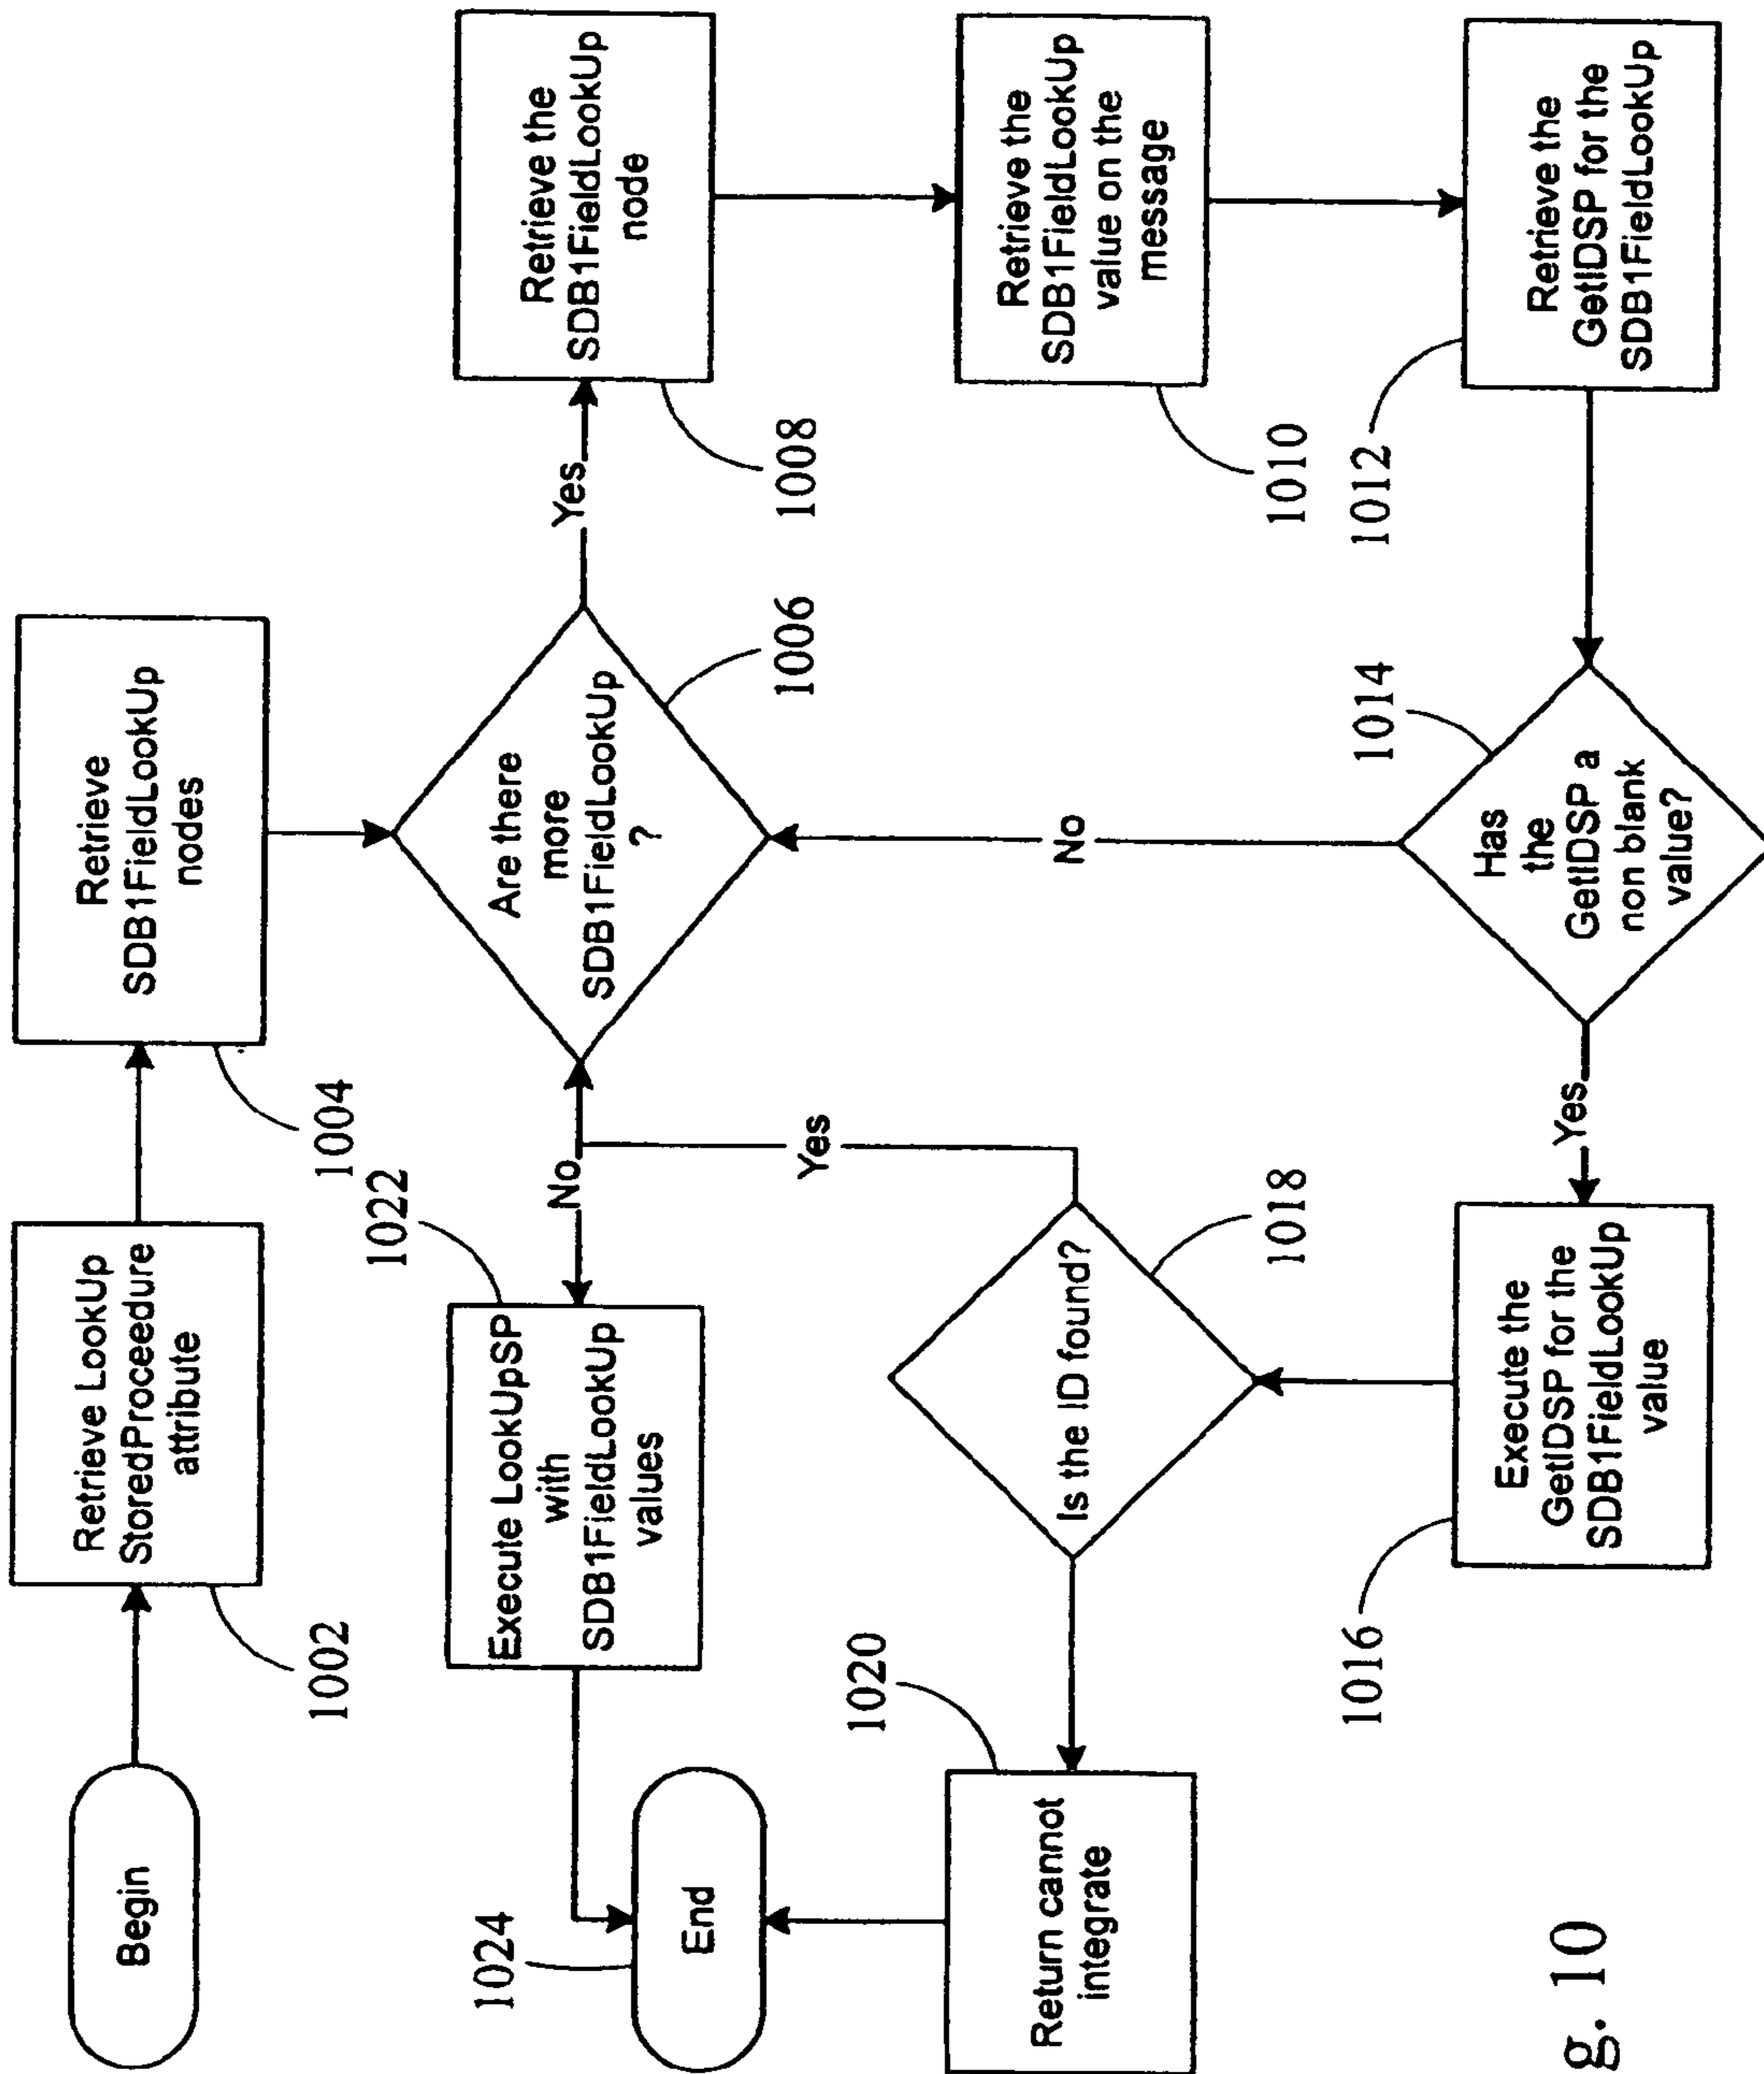 Begin
Retrieve LookUp
StoredProceedure
attribute
1002
Retrieve
SDB1FieldLookUp
nodes
1004
Are there
more
SDB1FieldLookUp
?
1006
Yes
Retrieve the
SDB1FieldLookUp
node
1008
Retrieve the
SDB1FieldLookUp
value on the
message
1010
Retrieve the
GetIDSP for the
SDB1FieldLookUp
1012
Has
the
GetIDSP a
non blank
value?
1014
No
Yes
Execute the
GetIDSP for the
SDB1FieldLookUp
value
1016
Is the ID found?
1018
Yes
Return cannot
integrate
1020
No
Execute LookUpSP
with
SDB1FieldLookUp
values
1022
End
1024
g. 10